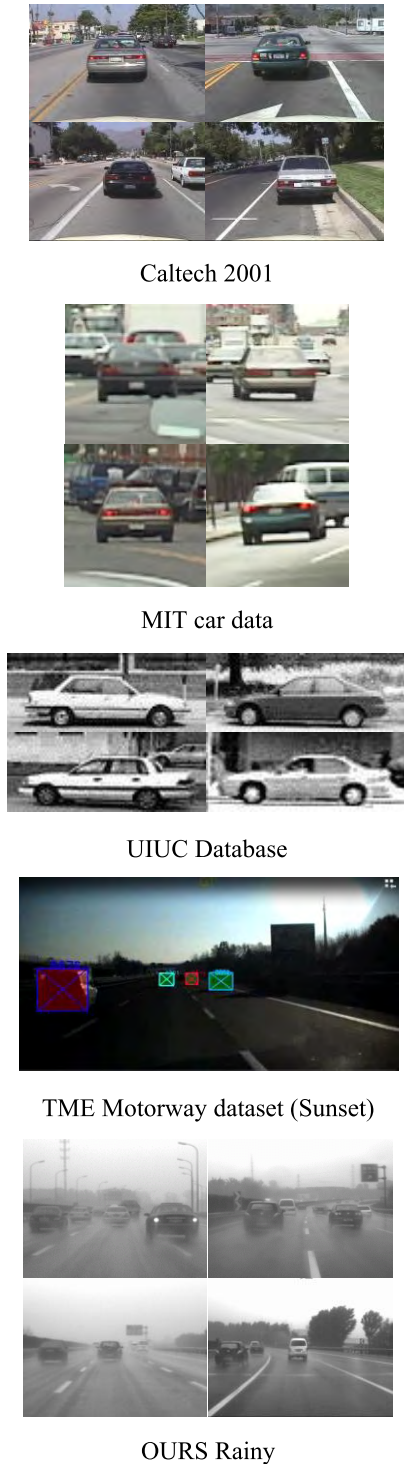 Caltech 2001
MIT car data
UIUC Database
TME Motorway dataset (Sunset)
OURS Rainy